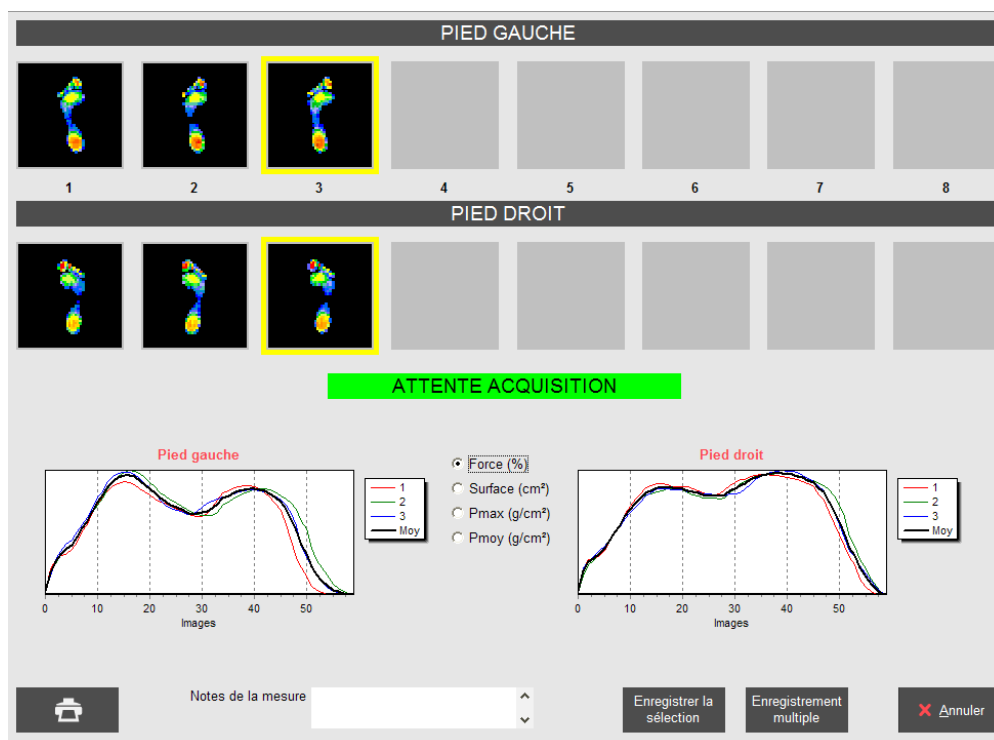 PIED GAUCHE
1 2 3 4 5 6 7 8
PIED DROIT
ATTENTE ACQUISITION
Pied gauche
1
2
3
Moy
0 10 20 30 40 50
Images
Force (%)
Surface (cm²)
Pmax (g/cm²)
Pmoy (g/cm²)
Pied droit
1
2
3
Moy
0 10 20 30 40 50
Images
Notes de la mesure
Enregistrer la
sélection
Enregistrement
multiple
Annuler